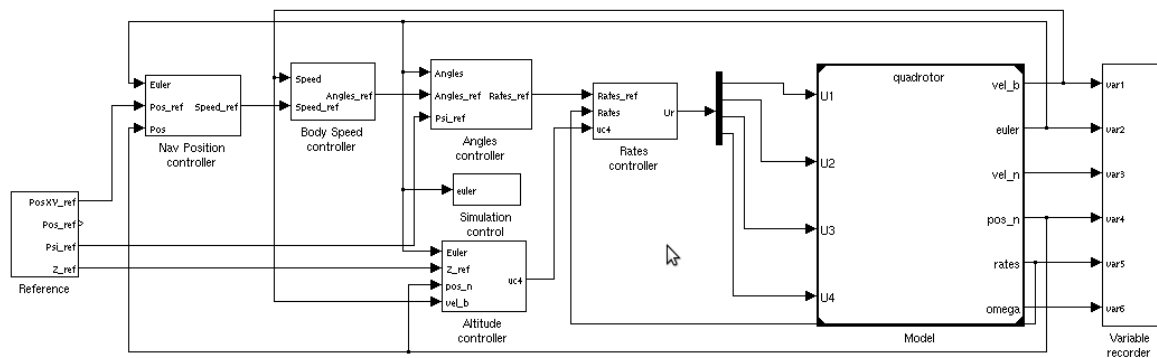 Euler
Pos_ref
Pos
Speed_ref
Nav Position
controller
Speed
Speed_ref
Angles_ref
Body Speed
controller
Angles
Angles_ref
Psi_ref
Rates_ref
Angles
controller
Rates_ref
Rates
uc4
Ur
Rates
controller
euler
Simulation
control
Euler
Z_ref
pos_n
vel_b
uc4
Altitude
controller
PosXY_ref
Pos_ref
Psi_ref
Z_ref
Reference
quadrotor
U1
U2
U3
U4
vel_b
euler
vel_n
pos_n
rates
omega
Model
var1
var2
var3
var4
var5
var6
Variable
recorder